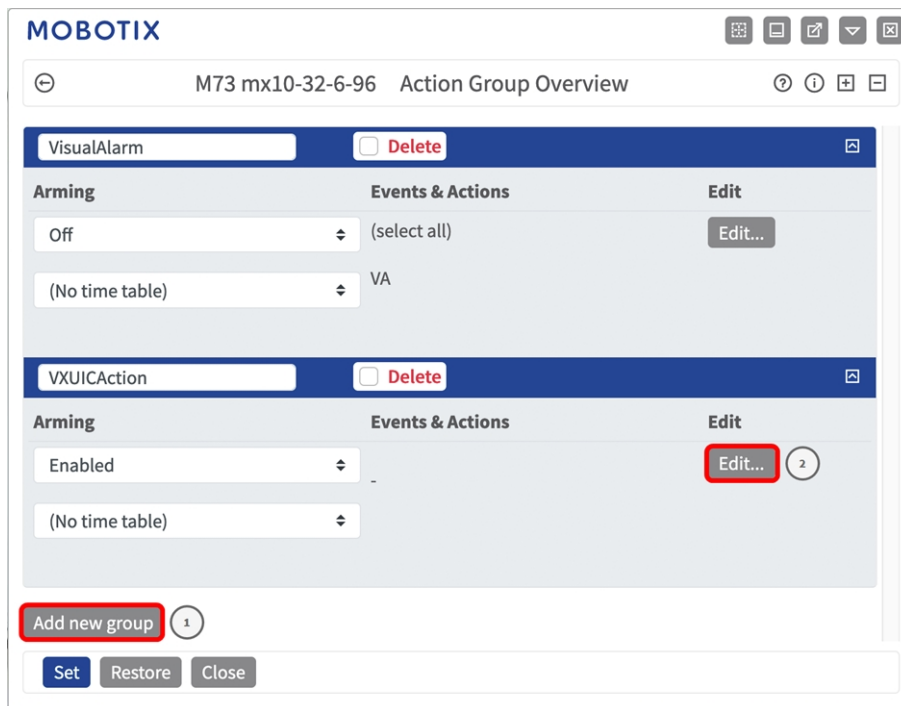 MOBOTIX
M73 mx10-32-6-96 Action Group Overview
VisualAlarm Delete
Arming Events & Actions Edit
Off (select all) Edit...
(No time table) VA
VXUICAction Delete
Arming Events & Actions Edit
Enabled - Edit... 2
(No time table)
Add new group 1
Set Restore Close